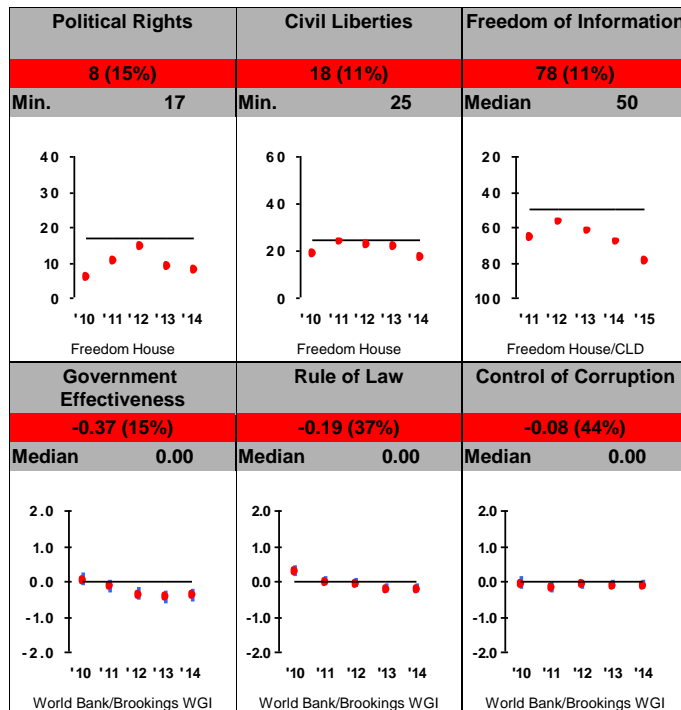 Political Rights
8 (15%)
Min. 17
40
30
20
10
0
'10 '11 '12 '13 '14
Freedom House
Civil Liberties
18 (11%)
Min. 25
60
40
20
0
'10 '11 '12 '13 '14
Freedom House
Freedom of Information
78 (11%)
Median 50
20
40
60
80
100
'11 '12 '13 '14 '15
Freedom House/CLD
Government
Effectiveness
-0.37 (15%)
Median 0.00
2.0
1.0
0.0
-1.0
-2.0
'10 '11 '12 '13 '14
World Bank/Brookings WGI
Rule of Law
-0.19 (37%)
Median 0.00
2.0
1.0
0.0
-1.0
-2.0
'10 '11 '12 '13 '14
World Bank/Brookings WGI
Control of Corruption
-0.08 (44%)
Median 0.00
2.0
1.0
0.0
-1.0
-2.0
'10 '11 '12 '13 '14
World Bank/Brookings WGI